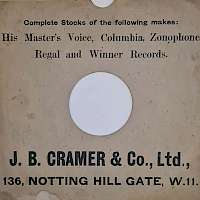 Complete Stocks of the following makes:
His Master's Voice, Columbia, Zonophone,
Regal and Winner Records.
J. B. CRAMER & Co., Ltd.,
136, NOTTING HILL GATE, W.11.